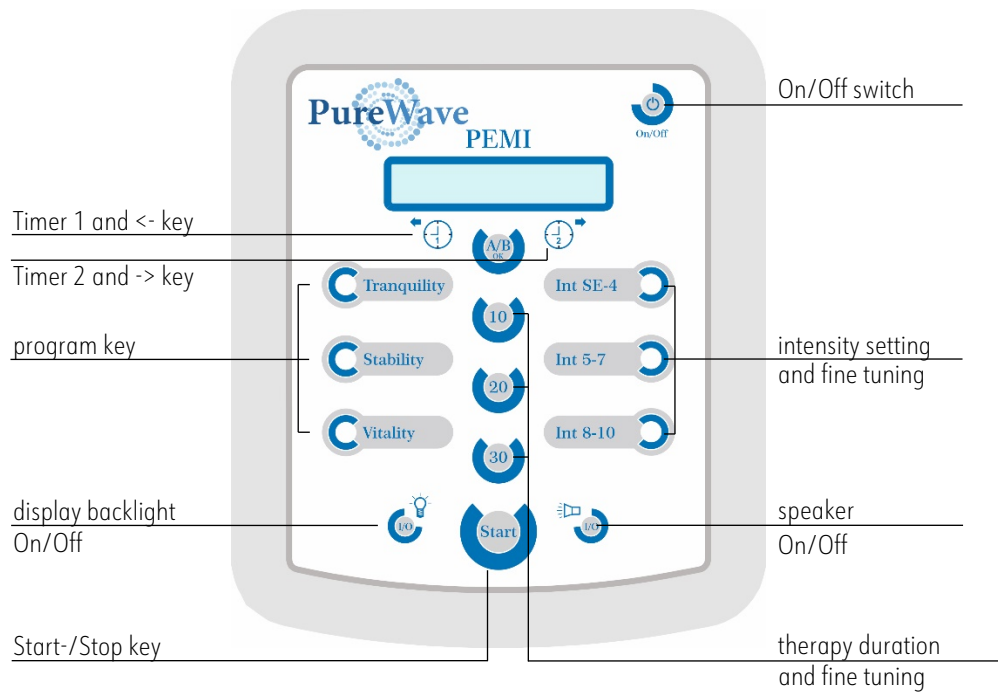 On/Off switch
PureWave
On/Off
PEMI
Timer 1 and <- key
1
A/B
OK
2
Timer 2 and -> key
Tranquility
Int SE-4
10
program key
Stability
Int 5-7
intensity setting
and fine tuning
20
Vitality
Int 8-10
30
display backlight
On/Off
I/O
Start
I/O
speaker
On/Off
Start-/Stop key
therapy duration
and fine tuning